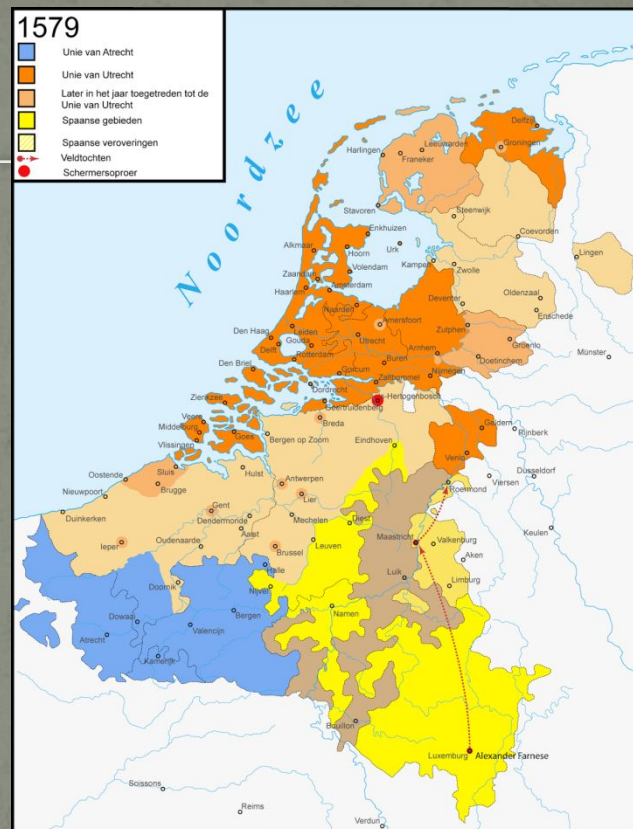 1579
Unie van Atrecht
Unie van Utrecht
Later in het jaar toegetreden tot de
Unie van Utrecht
Spaanse gebieden
Spaanse veroveringen
Veldtochten
Schermersoproer
Noordzee
Delfzijl
Groningen
Leeuwarden
Harlingen
Franeker
Stavoren
Steenwijk
Enkhuizen
Coevorden
Alkmaar
Hoorn
Urk
Lingen
Kampen
Zwolle
Volendam
Zaandijn
Amsterdam
Haarlem
Oldenzaal
Naarden
Deventer
Enschede
Amersfoort
Zutphen
Den Haag
Leiden
Utrecht
Gouda
Groenlo
Delft
Arnhem
Doetinchem
Münster
Rotterdam
Buren
Den Briel
Gorcum
Zaltbommel
Nijmegen
Dordrecht
Zierikzee
's-Hertogenbosch
Geertruidenberg
Veere
Breda
Middelburg
Goes
Geldern
Rijnberk
Vlissingen
Bergen op Zoom
Eindhoven
Venlo
Sluis
Hulst
Düsseldorf
Oostende
Antwerpen
Viersen
Roermond
Brugge
Nieuwpoort
Lier
Gent
Duinkerken
Dendermonde
Mechelen
Diest
Keulen
Aalst
Maastricht
Valkenburg
Ieper
Oudenaarde
Brussel
Leuven
Aken
Halle
Luik
Doornik
Nijvel
Limburg
Namen
Bergen
Dowaai
Valencijn
Atrecht
Kamerijk
Bouillon
Luxemburg
Alexander Farnese
Soissons
Reims
Verdun